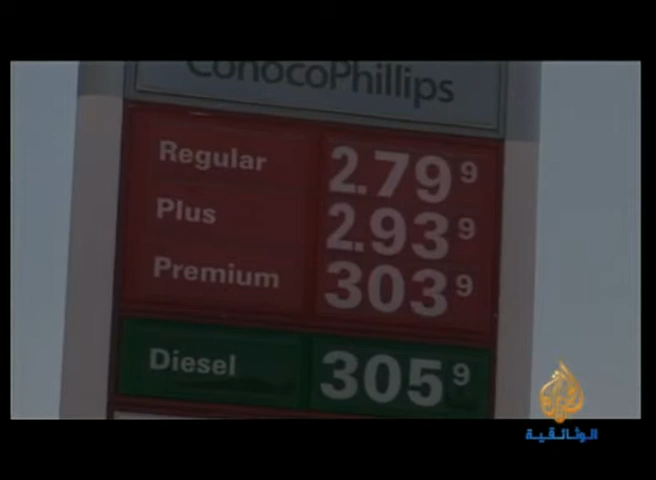 ConocoPhillips
Regular 2.79 9
Plus 2.93 9
Premium 303 9
Diesel 305 9
الوثائقية